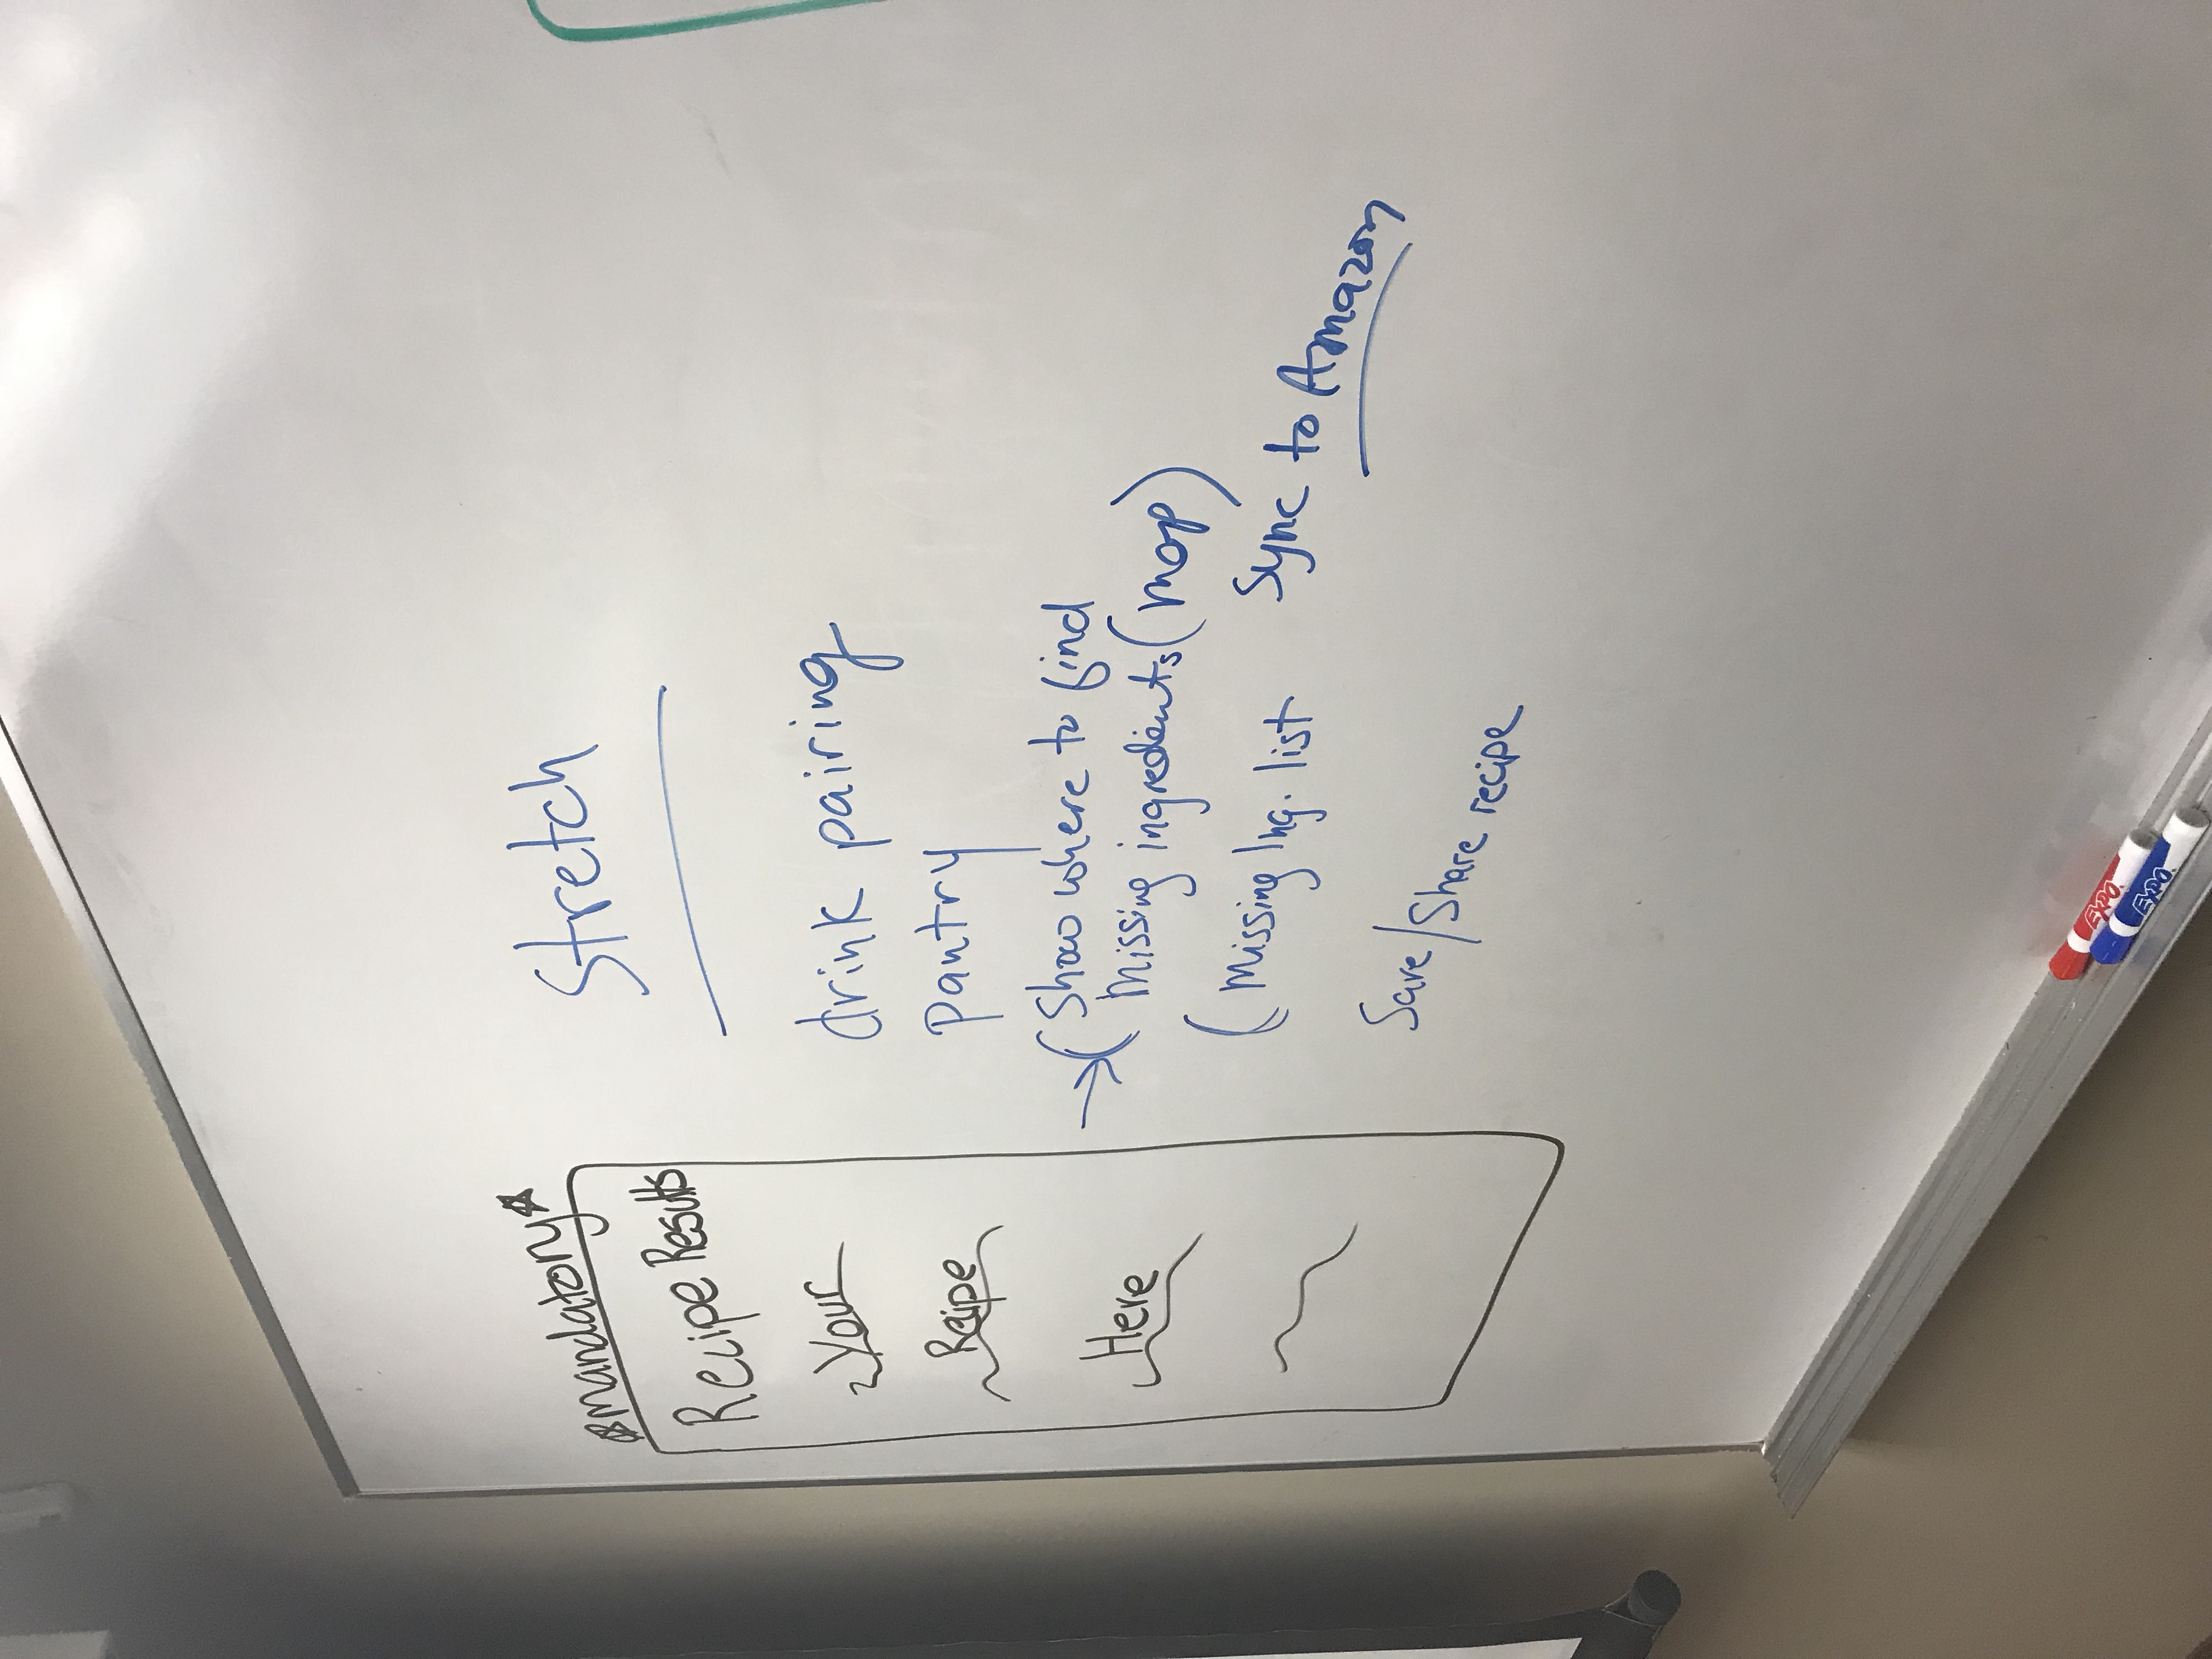 mandatory
Recipe Results
Your
Recipe
Here
Stretch
drink pairing
pantry
(Show where to find
missing ingredients (map)
(Missing Ing. list
Sync to Amazon
Save/Share recipe
EXPO
EXPO